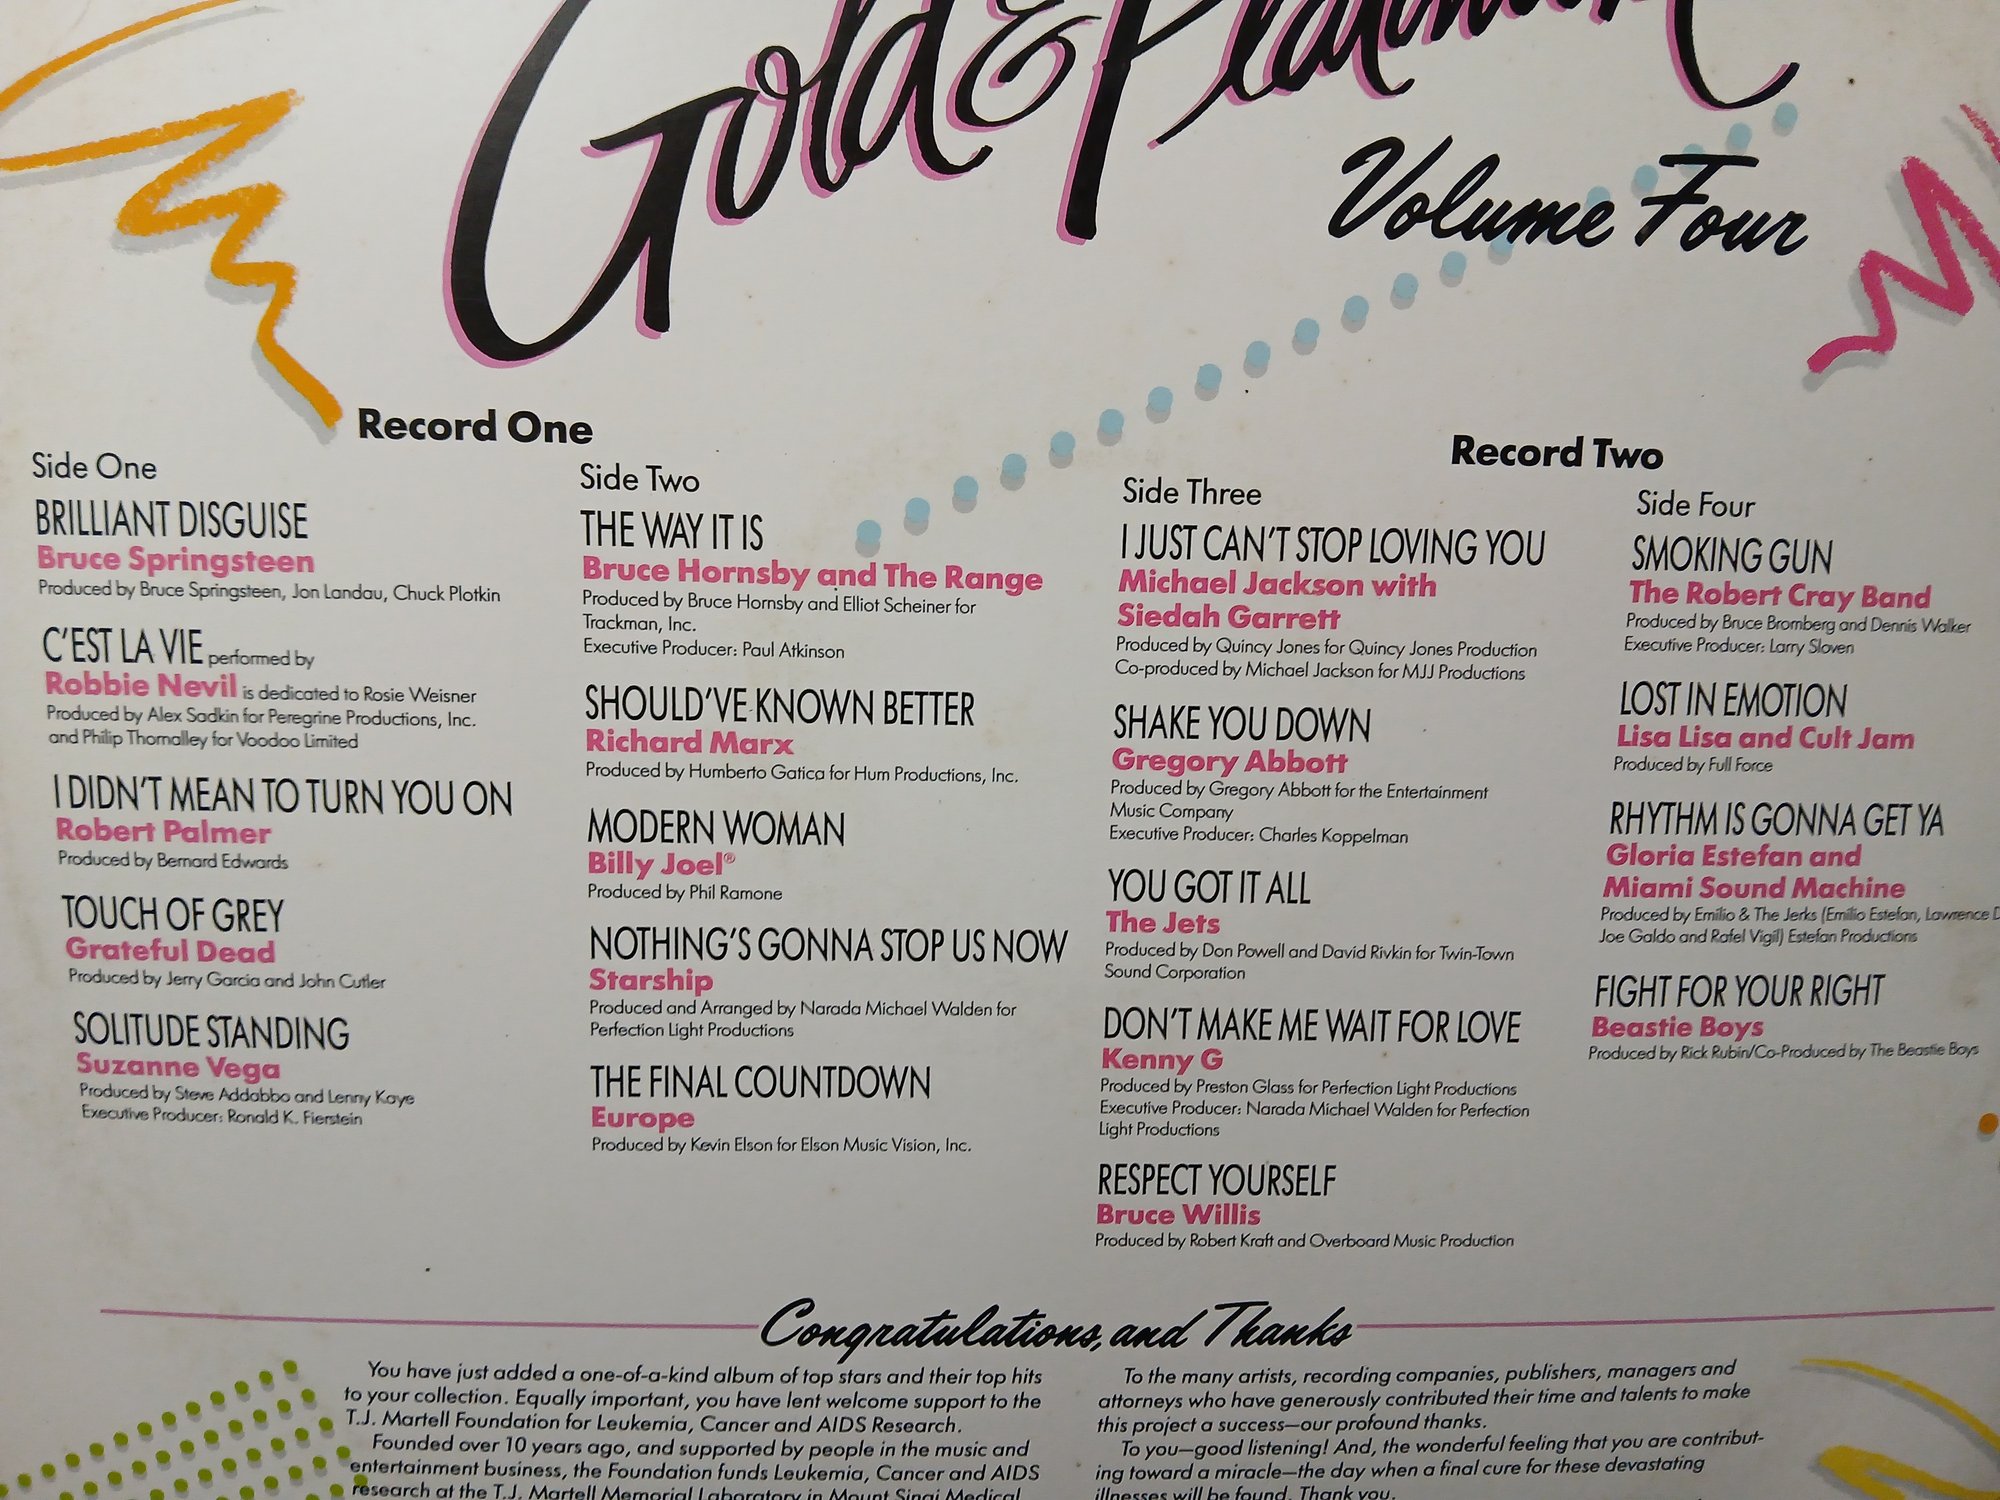 Gold & Platinum
Volume Four
Record One
Side One
BRILLIANT DISGUISE
Bruce Springsteen
Produced by Bruce Springsteen, Jon Landau, Chuck Plotkin
C'EST LA VIE performed by
Robbie Nevil is dedicated to Rosie Weisner
Produced by Alex Sadkin for Peregrine Productions, Inc.
and Philip Thornalley for Voodoo Limited
I DIDN'T MEAN TO TURN YOU ON
Robert Palmer
Produced by Bernard Edwards
TOUCH OF GREY
Grateful Dead
Produced by Jerry Garcia and John Cutler
SOLITUDE STANDING
Suzanne Vega
Produced by Steve Addabbo and Lenny Kaye
Executive Producer: Ronald K. Fierstein
Side Two
THE WAY IT IS
Bruce Hornsby and The Range
Produced by Bruce Hornsby and Elliot Scheiner for
Trackman, Inc.
Executive Producer: Paul Atkinson
SHOULD'VE KNOWN BETTER
Richard Marx
Produced by Humberto Gatica for Hum Productions, Inc.
MODERN WOMAN
Billy Joel®
Produced by Phil Ramone
NOTHING'S GONNA STOP US NOW
Starship
Produced and Arranged by Narada Michael Walden for
Perfection Light Productions
THE FINAL COUNTDOWN
Europe
Produced by Kevin Elson for Elson Music Vision, Inc.
Record Two
Side Three
I JUST CAN'T STOP LOVING YOU
Michael Jackson with
Siedah Garrett
Produced by Quincy Jones for Quincy Jones Production
Co-produced by Michael Jackson for MJJ Productions
SHAKE YOU DOWN
Gregory Abbott
Produced by Gregory Abbott for the Entertainment
Music Company
Executive Producer: Charles Koppelman
YOU GOT IT ALL
The Jets
Produced by Don Powell and David Rivkin for Twin-Town
Sound Corporation
DON'T MAKE ME WAIT FOR LOVE
Kenny G
Produced by Preston Glass for Perfection Light Productions
Executive Producer: Narada Michael Walden for Perfection
Light Productions
RESPECT YOURSELF
Bruce Willis
Produced by Robert Kraft and Overboard Music Production
Side Four
SMOKING GUN
The Robert Cray Band
Produced by Bruce Bromberg and Dennis Walker
Executive Producer: Larry Sloven
LOST IN EMOTION
Lisa Lisa and Cult Jam
Produced by Full Force
RHYTHM IS GONNA GET YA
Gloria Estefan and
Miami Sound Machine
Produced by Emilio & The Jerks (Emilio Estefan, Lawrence D
Joe Galdo and Rafel Vigil) Estefan Productions
FIGHT FOR YOUR RIGHT
Beastie Boys
Produced by Rick Rubin/Co-Produced by The Beastie Boys
Congratulations, and Thanks
You have just added a one-of-a-kind album of top stars and their top hits
to your collection. Equally important, you have lent welcome support to the
T.J. Martell Foundation for Leukemia, Cancer and AIDS Research.
Founded over 10 years ago, and supported by people in the music and
entertainment business, the Foundation funds Leukemia, Cancer and AIDS
research at the T.J. Martell Memorial Laboratory in Mount Sinai Medical
To the many artists, recording companies, publishers, managers and
attorneys who have generously contributed their time and talents to make
this project a success—our profound thanks.
To you—good listening! And, the wonderful feeling that you are contribut-
ing toward a miracle—the day when a final cure for these devastating
illnesses will be found. Thank you.